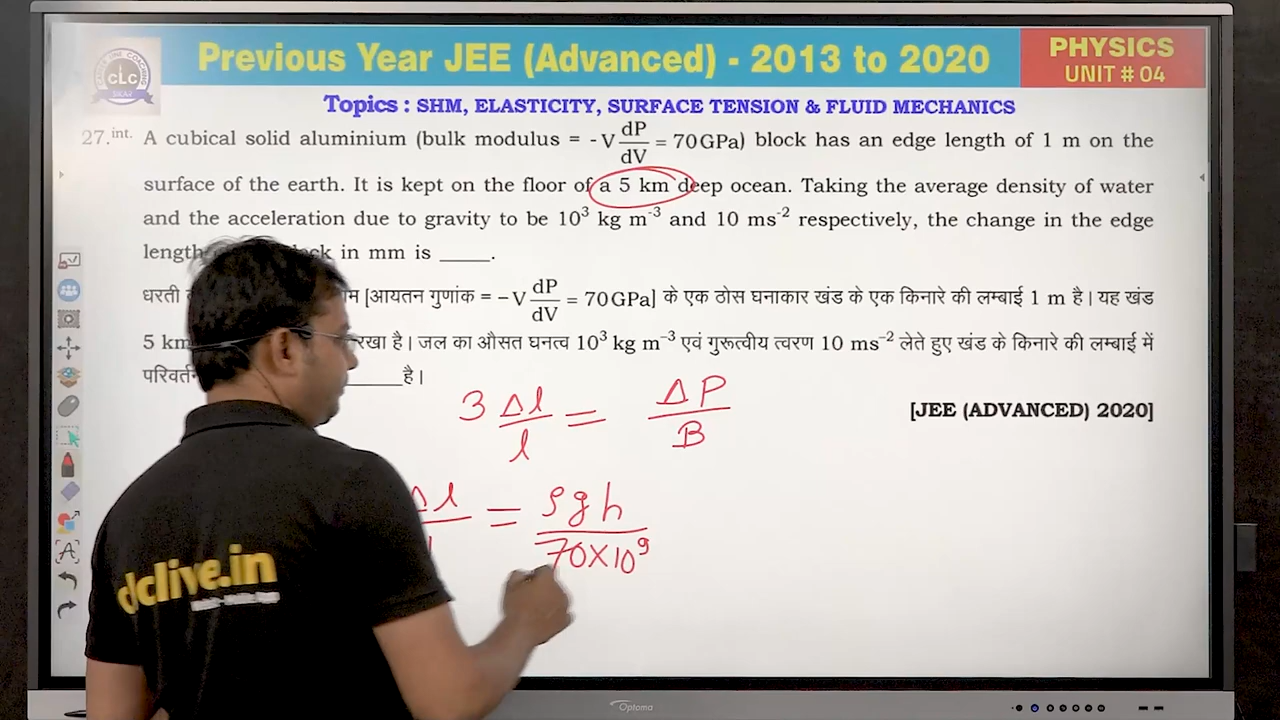 CLC
SIKAR
Previous Year JEE (Advanced) - 2013 to 2020
PHYSICS
UNIT # 04
Topics : SHM, ELASTICITY, SURFACE TENSION & FLUID MECHANICS
27.int. A cubical solid aluminium (bulk modulus = -V dP/dV = 70 GPa) block has an edge length of 1 m on the
surface of the earth. It is kept on the floor of a 5 km deep ocean. Taking the average density of water
and the acceleration due to gravity to be 10³ kg m⁻³ and 10 ms⁻² respectively, the change in the edge
length in mm is _____.
धरती [आयतन गुणांक = −V dP/dV = 70 GPa] के एक ठोस घनाकार खंड के एक किनारे की लम्बाई 1 m है। यह खंड
5 km रखा है। जल का औसत घनत्व 10³ kg m⁻³ एवं गुरूत्वीय त्वरण 10 ms⁻² लेते हुए खंड के किनारे की लम्बाई में
है।
3 Δl/l = ΔP/B
[JEE (ADVANCED) 2020]
Δl = ρgh/70×10⁹
clclive.in
A
Optoma